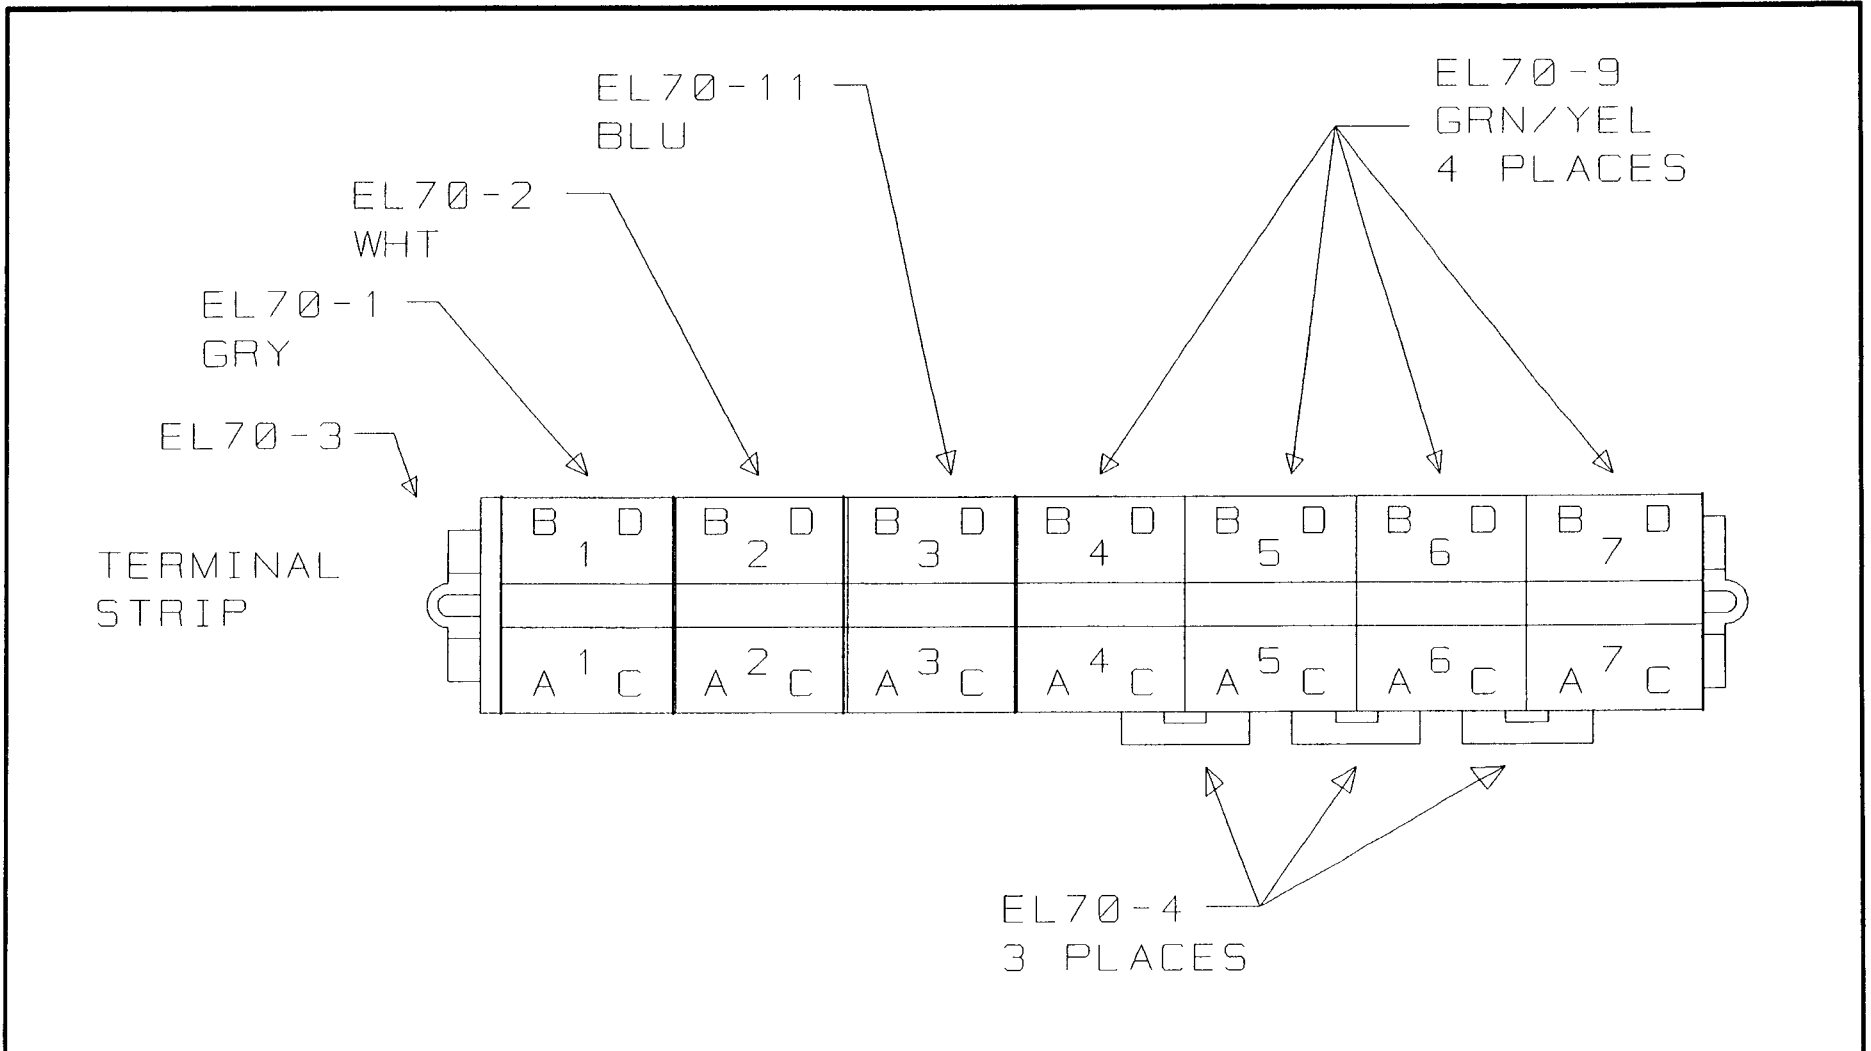 EL70-11
BLU
EL70-9
GRN/YEL
4 PLACES
EL70-2
WHT
EL70-1
GRY
EL70-3
TERMINAL
STRIP
B D B D B D B D B D B D B D
1 2 3 4 5 6 7
1 2 3 4 5 6 7
A C A C A C A C A C A C A C
EL70-4
3 PLACES